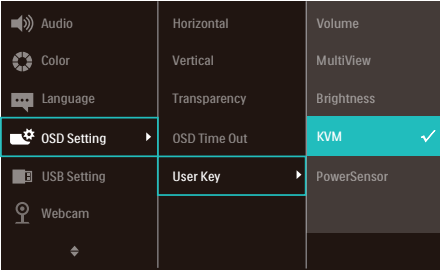 Audio
Horizontal
Volume
Color
Vertical
MultiView
Language
Transparency
Brightness
OSD Setting
OSD Time Out
KVM
USB Setting
User Key
PowerSensor
Webcam